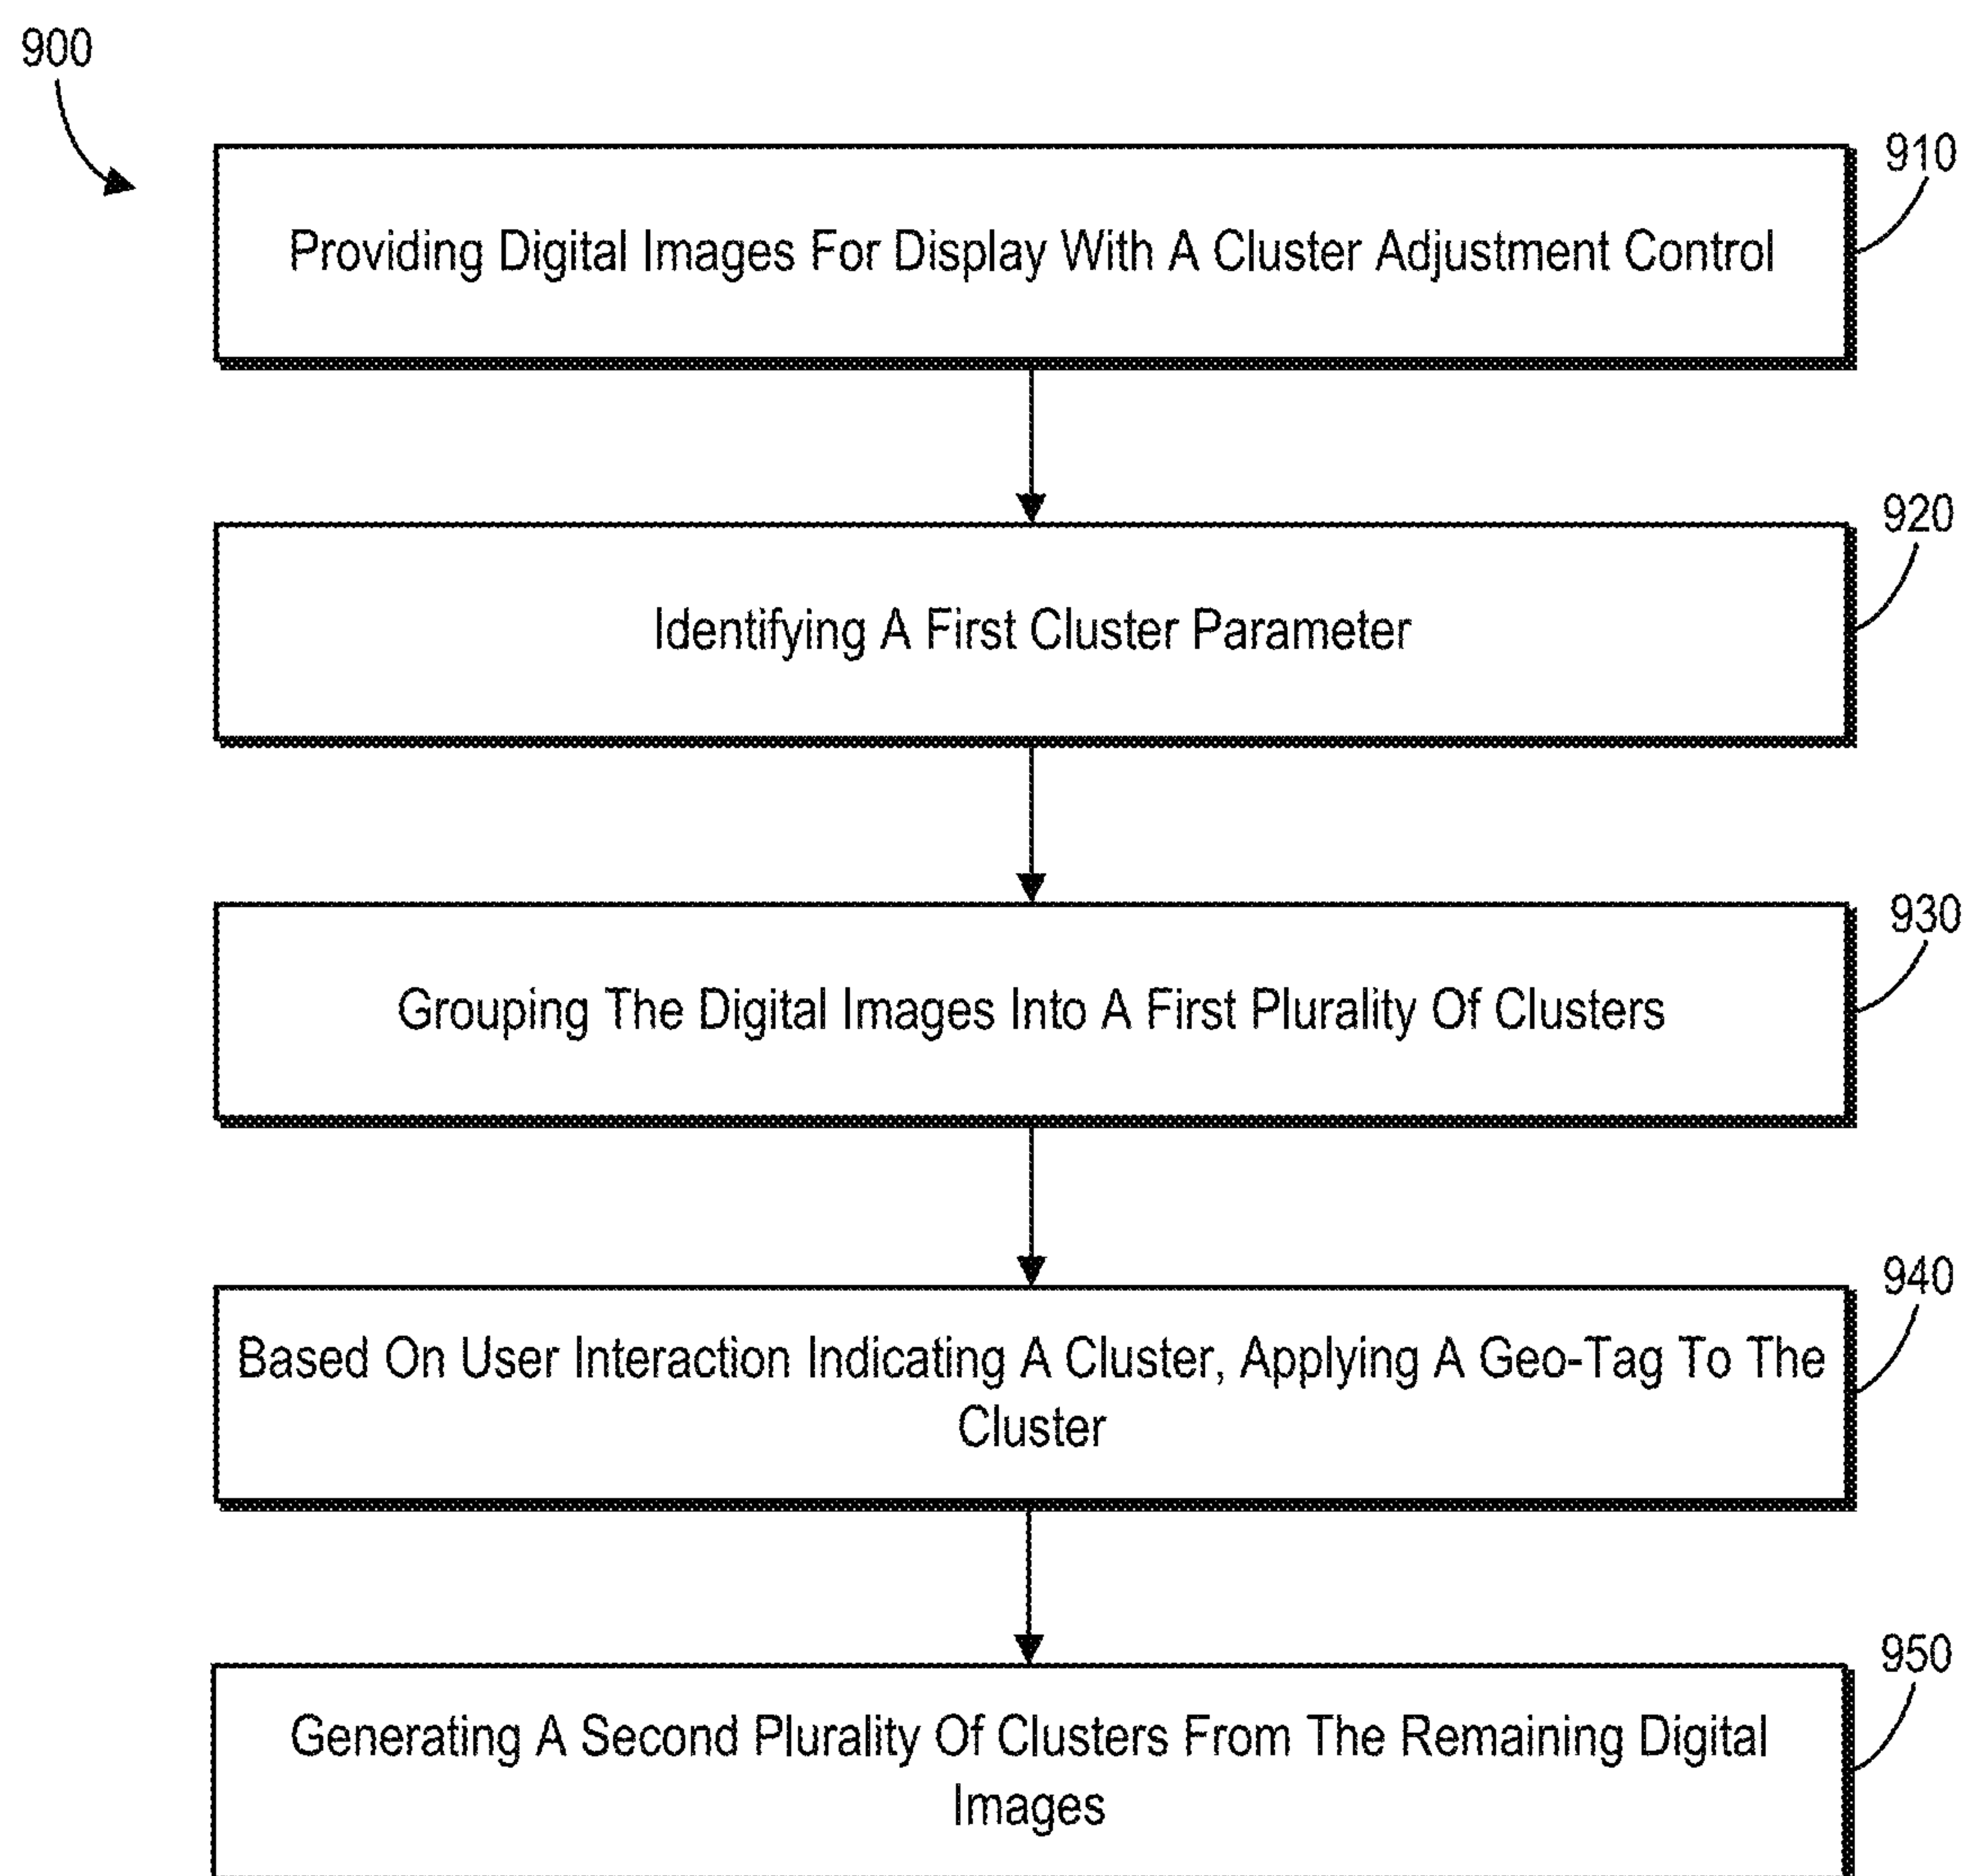 900
910
Providing Digital Images For Display With A Cluster Adjustment Control
920
Identifying A First Cluster Parameter
930
Grouping The Digital Images Into A First Plurality Of Clusters
940
Based On User Interaction Indicating A Cluster, Applying A Geo-Tag To The
Cluster
950
Generating A Second Plurality Of Clusters From The Remaining Digital
Images